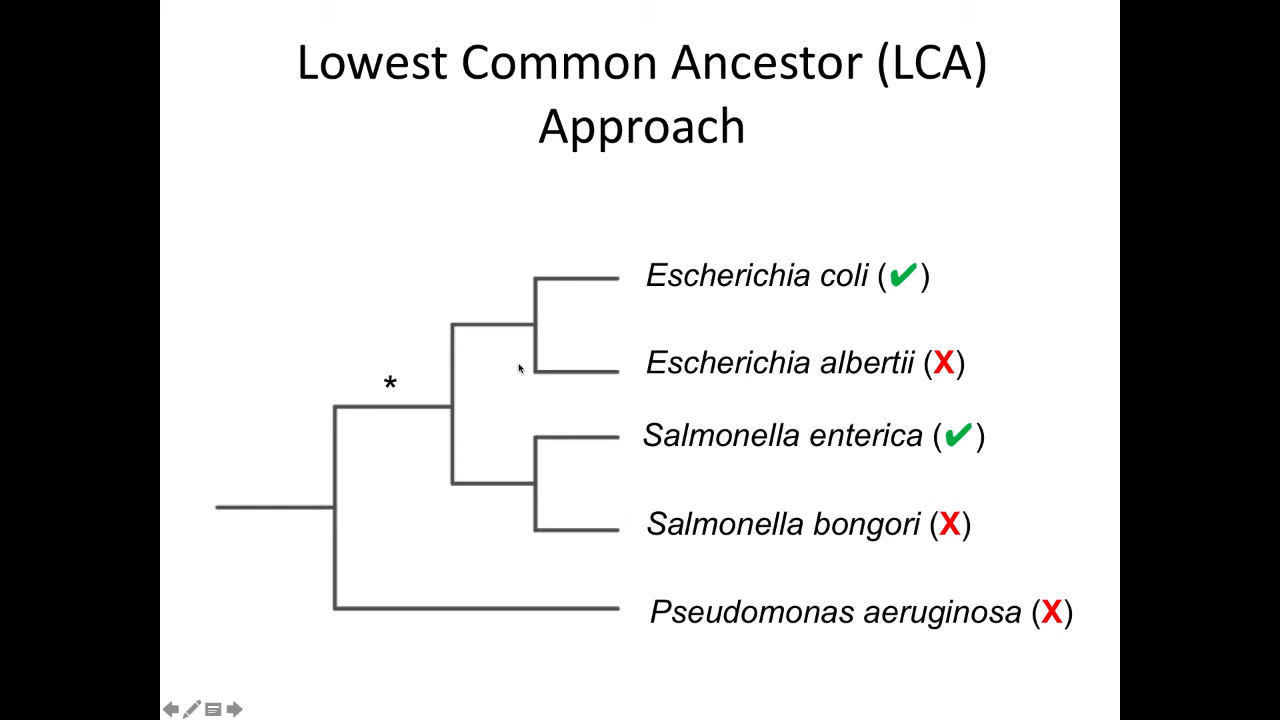 Lowest Common Ancestor (LCA)
Approach
Escherichia coli (✔)
Escherichia albertii (X)
*
Salmonella enterica (✔)
Salmonella bongori (X)
Pseudomonas aeruginosa (X)